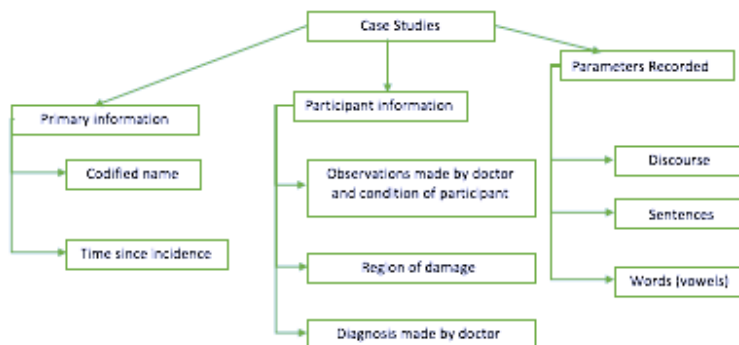 Case Studies
Primary information
Codified name
Time since incidence
Participant information
Observations made by doctor
and condition of participant
Region of damage
Diagnosis made by doctor
Parameters Recorded
Discourse
Sentences
Words (vowels)